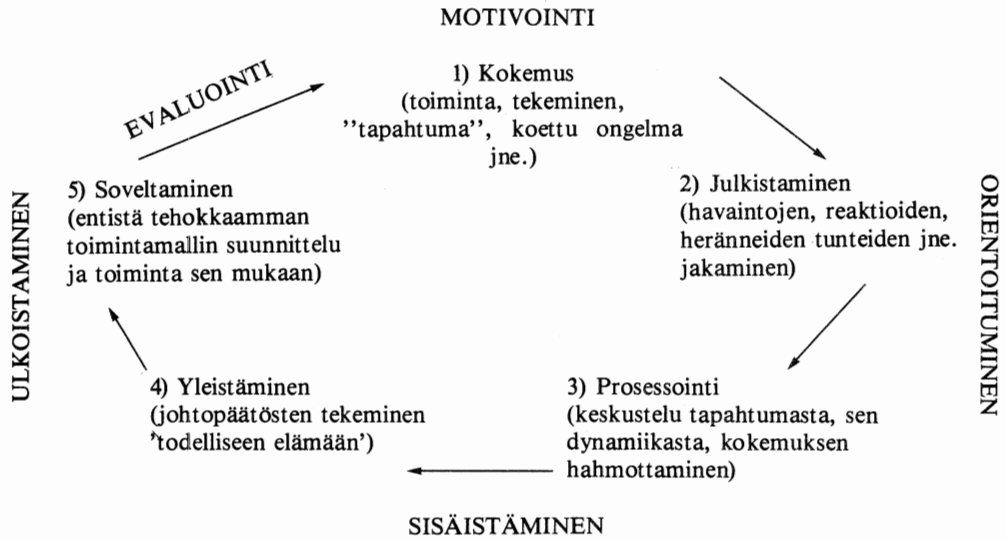 MOTIVOINTI
EVALUOINTI
1) Kokemus
(toiminta, tekeminen,
”tapahtuma”, koettu ongelma
jne.)
2) Julkistaminen
(havaintojen, reaktioiden,
heränneiden tunteiden jne.
jakaminen)
ORIENTOITUMINEN
3) Prosessointi
(keskustelu tapahtumasta, sen
dynamiikasta, kokemuksen
hahmottaminen)
SISÄISTÄMINEN
4) Yleistäminen
(johtopäätösten tekeminen
’todelliseen elämään’)
5) Soveltaminen
(entistä tehokkaamman
toimintamallin suunnittelu
ja toiminta sen mukaan)
ULKOISTAMINEN